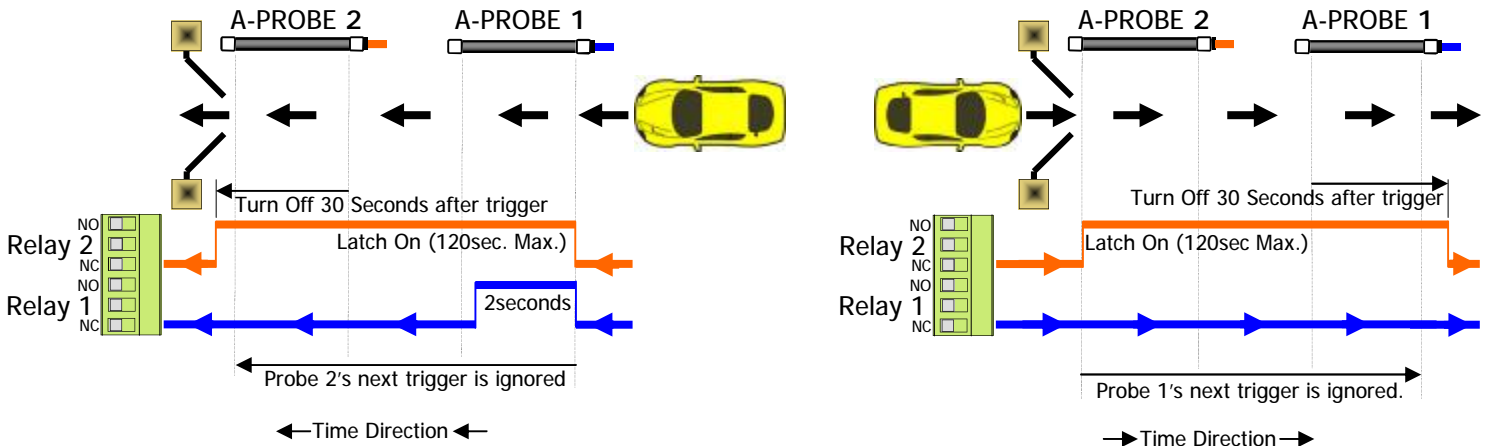 A-PROBE 2
A-PROBE 1
Turn Off 30 Seconds after trigger
NO
Relay 2
Latch On (120sec. Max.)
NC
NO
Relay 1
2seconds
NC
Probe 2's next trigger is ignored
Time Direction
A-PROBE 2
A-PROBE 1
Turn Off 30 Seconds after trigger
NO
Relay 2
Latch On (120sec Max.)
NC
NO
Relay 1
NC
Probe 1's next trigger is ignored.
Time Direction